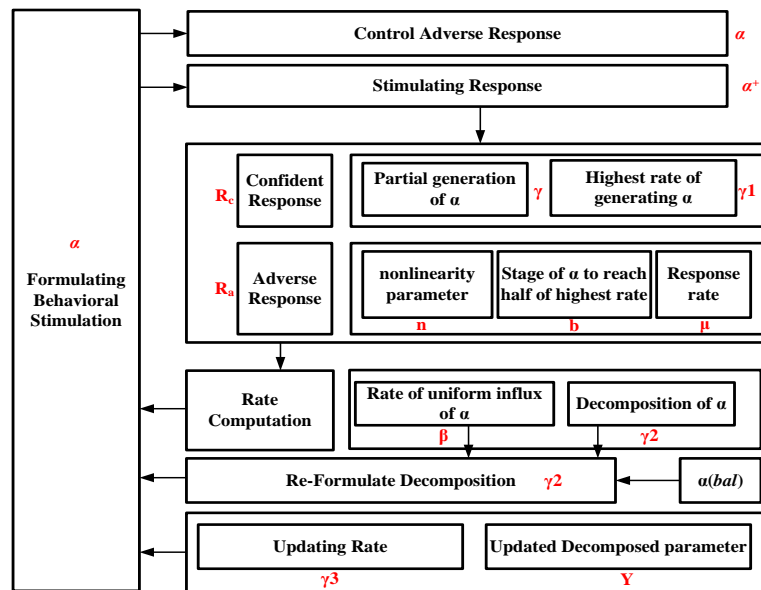 Control Adverse Response
α
Stimulating Response
α⁺
α
Formulating
Behavioral
Stimulation
R_c
Confident
Response
Partial generation
of α
γ
Highest rate of
generating α
γ1
R_a
Adverse
Response
nonlinearity
parameter
n
Stage of α to reach
half of highest rate
b
Response
rate
μ
Rate
Computation
Rate of uniform influx
of α
β
Decomposition of α
γ2
Re-Formulate Decomposition γ2
α(bal)
Updating Rate
γ3
Updated Decomposed parameter
Y